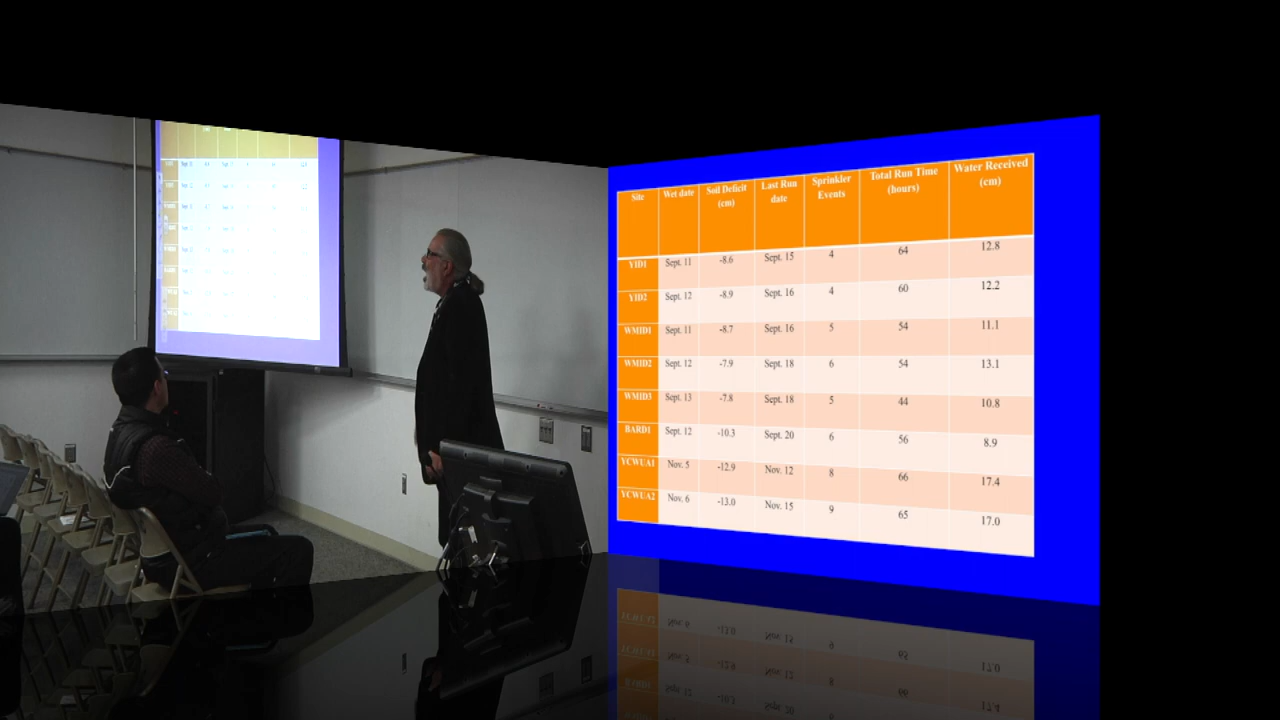 Site Wet date Soil Deficit (cm) Last Run date Sprinkler Events Total Run Time (hours) Water Received (cm)
YID1 Sept. 11 -8.6 Sept. 15 4 64 12.8
YID2 Sept. 12 -8.9 Sept. 16 4 60 12.2
WMID1 Sept. 11 -8.7 Sept. 16 5 54 11.1
WMID2 Sept. 12 -7.9 Sept. 18 6 54 13.1
WMID3 Sept. 13 -7.8 Sept. 18 5 44 10.8
BARD1 Sept. 12 -10.3 Sept. 20 6 56 8.9
YCWUA1 Nov. 5 -12.9 Nov. 12 8 66 17.4
YCWUA2 Nov. 6 -13.0 Nov. 15 9 65 17.0